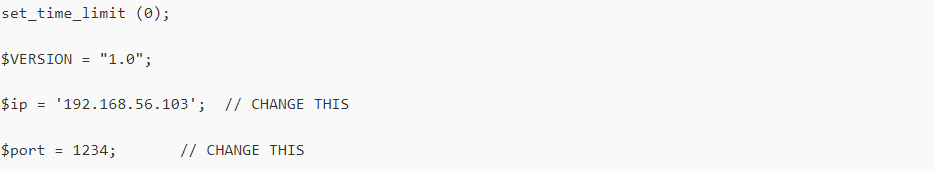 set_time_limit (0);
$VERSION = "1.0";
$ip = '192.168.56.103';  // CHANGE THIS
$port = 1234;       // CHANGE THIS